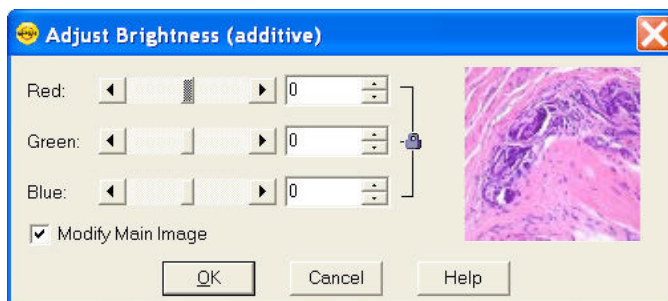 Adjust Brightness (additive)
Red: 0
Green: 0
Blue: 0
Modify Main Image
OK Cancel Help